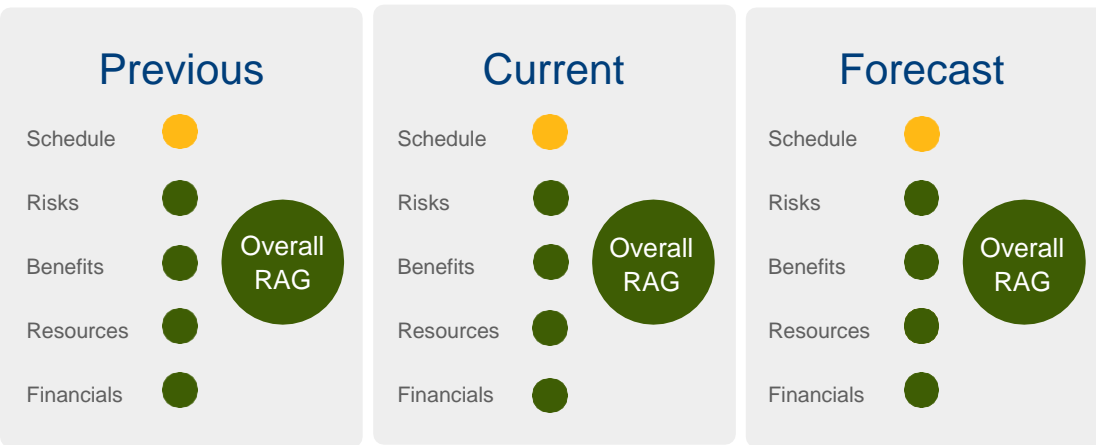 Previous
Schedule
Risks
Benefits
Resources
Financials
Overall
RAG
Current
Schedule
Risks
Benefits
Resources
Financials
Overall
RAG
Forecast
Schedule
Risks
Benefits
Resources
Financials
Overall
RAG